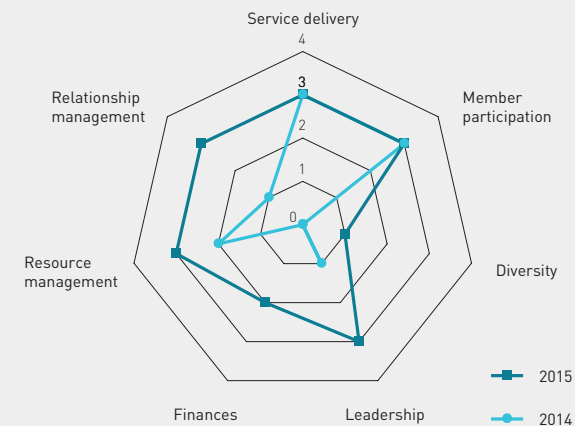 Service delivery
4
3
2
1
0
Relationship
management
Member
participation
Resource
management
Diversity
Finances
Leadership
2015
2014